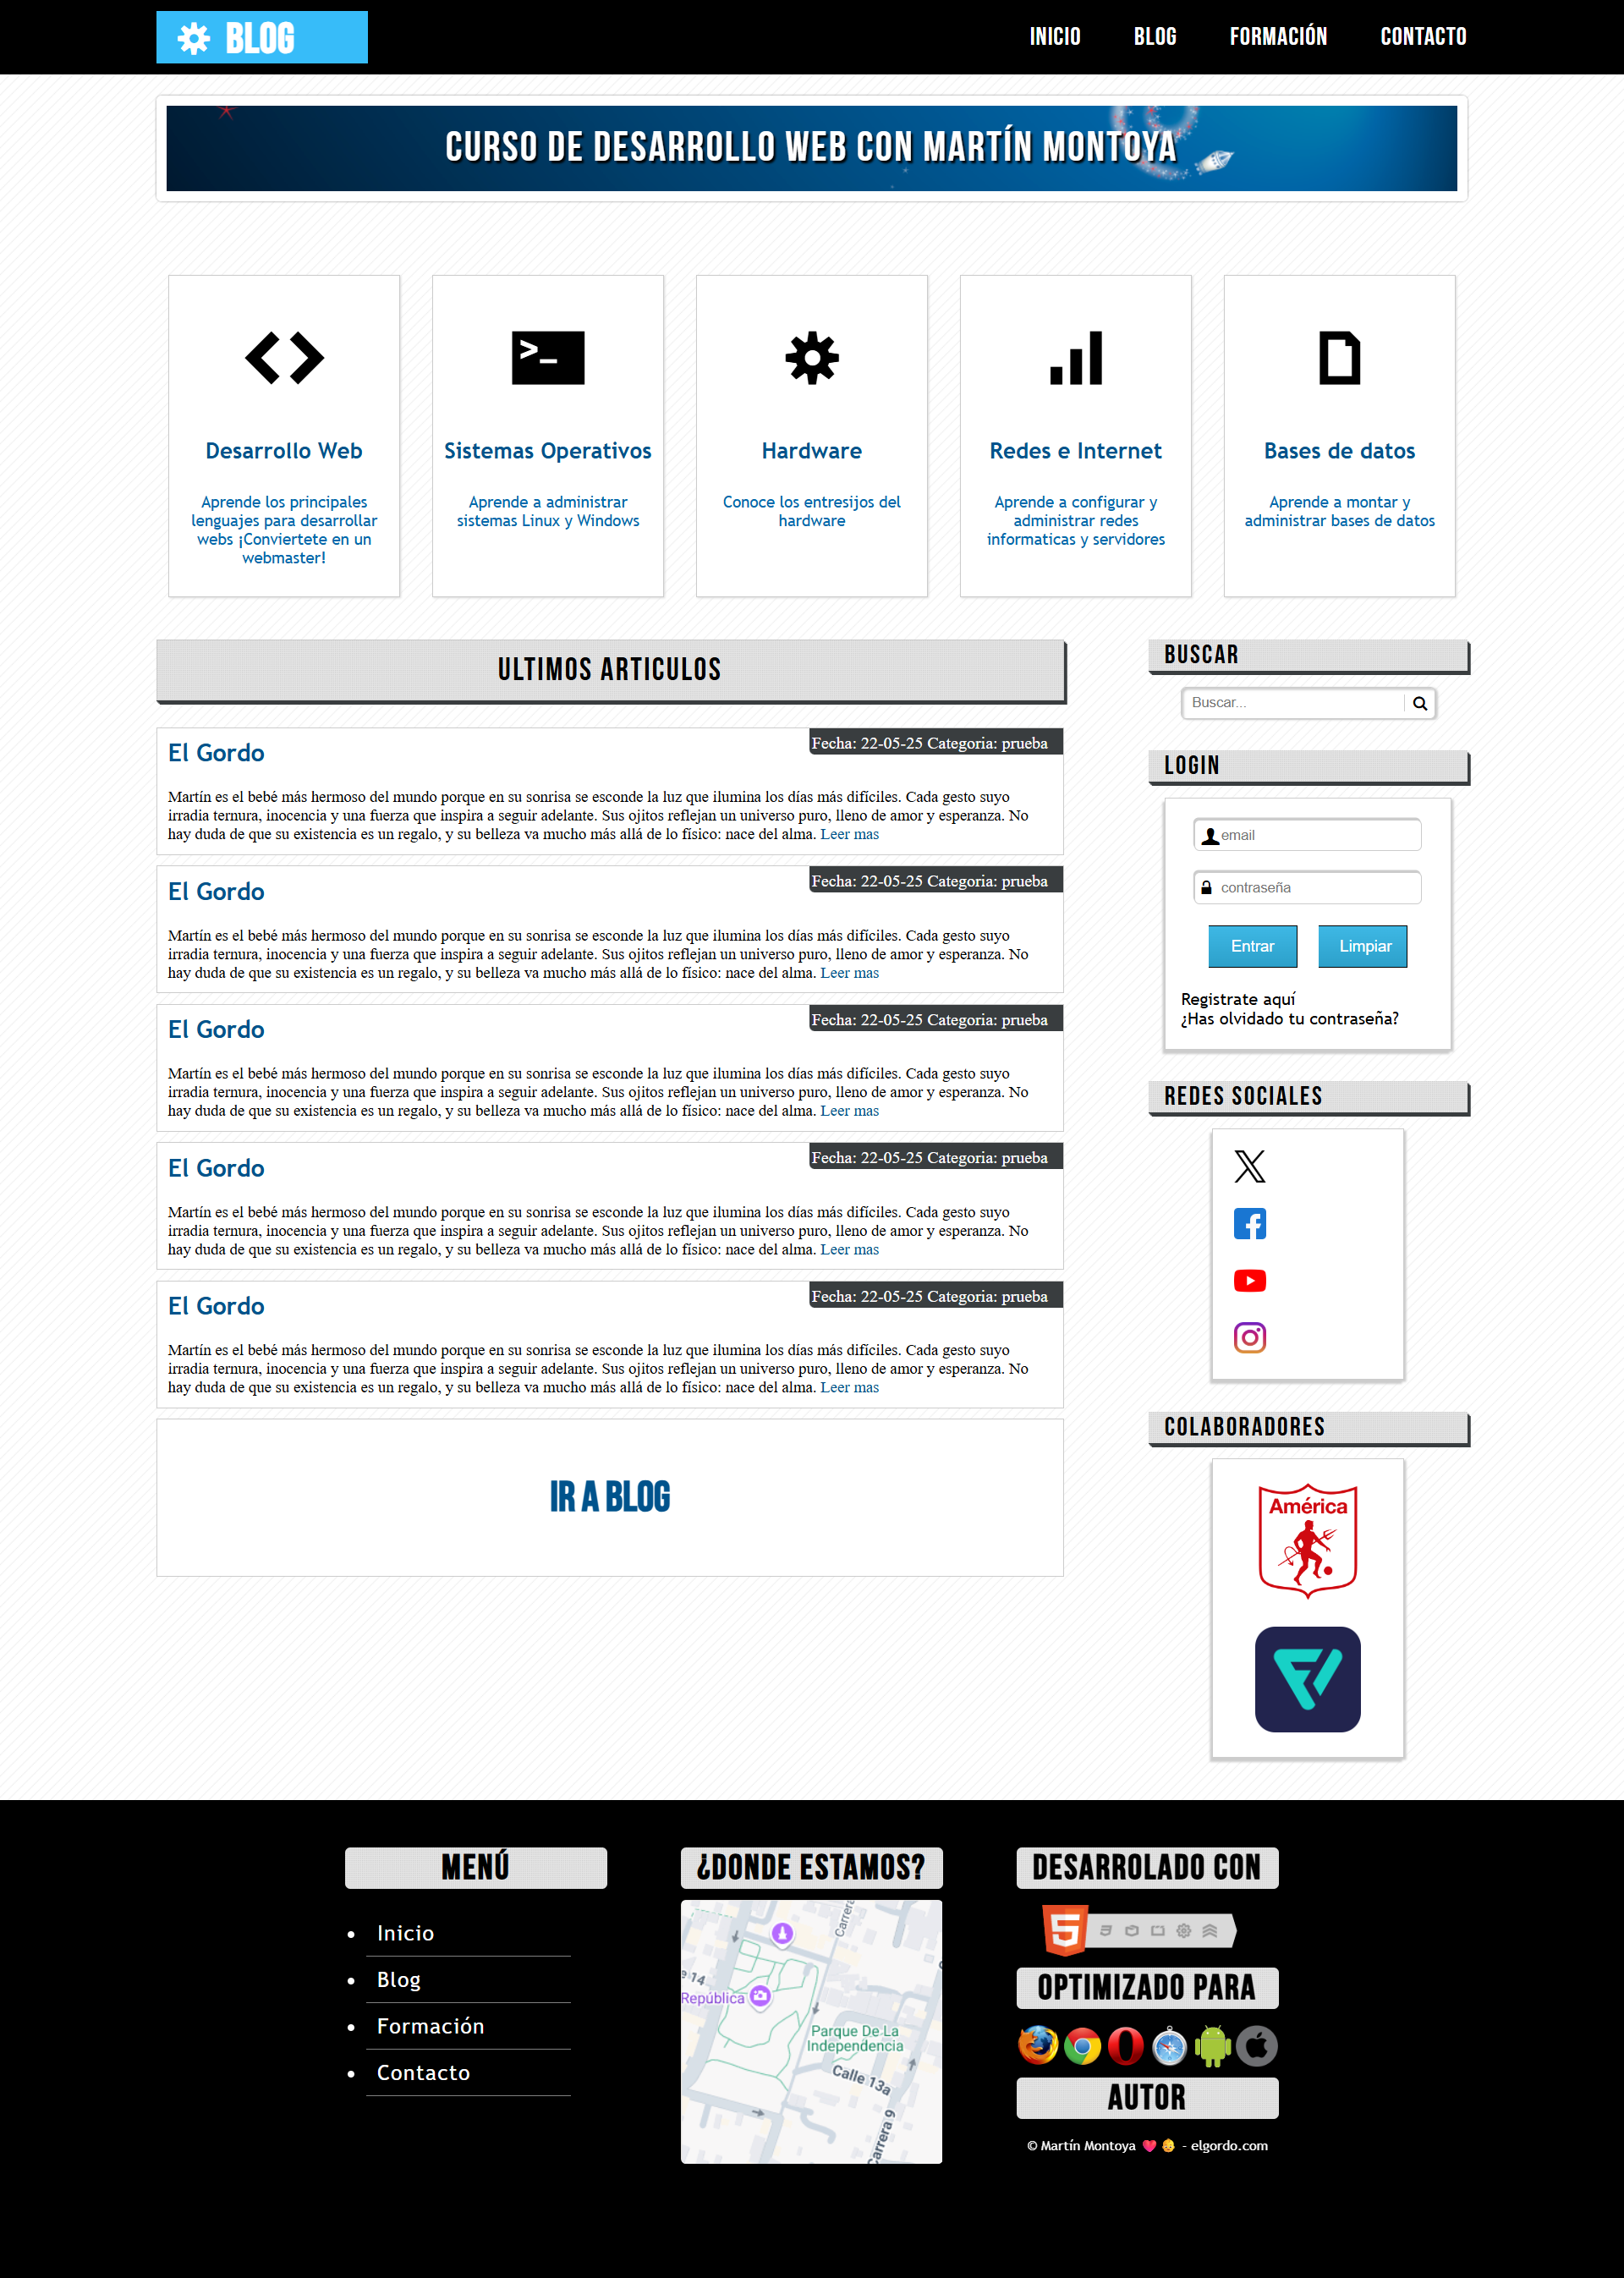 BLOG
INICIO BLOG FORMACIÓN CONTACTO
CURSO DE DESARROLLO WEB CON MARTÍN MONTOYA
>_
Desarrollo Web
Aprende los principales
lenguajes para desarrollar
webs ¡Conviertete en un
webmaster!
Sistemas Operativos
Aprende a administrar
sistemas Linux y Windows
Hardware
Conoce los entresijos del
hardware
Redes e Internet
Aprende a configurar y
administrar redes
informaticas y servidores
Bases de datos
Aprende a montar y
administrar bases de datos
ULTIMOS ARTICULOS
El Gordo
Fecha: 22-05-25 Categoria: prueba
Martín es el bebé más hermoso del mundo porque en su sonrisa se esconde la luz que ilumina los días más difíciles. Cada gesto suyo
irradia ternura, inocencia y una fuerza que inspira a seguir adelante. Sus ojitos reflejan un universo puro, lleno de amor y esperanza. No
hay duda de que su existencia es un regalo, y su belleza va mucho más allá de lo físico: nace del alma. Leer mas
El Gordo
Fecha: 22-05-25 Categoria: prueba
Martín es el bebé más hermoso del mundo porque en su sonrisa se esconde la luz que ilumina los días más difíciles. Cada gesto suyo
irradia ternura, inocencia y una fuerza que inspira a seguir adelante. Sus ojitos reflejan un universo puro, lleno de amor y esperanza. No
hay duda de que su existencia es un regalo, y su belleza va mucho más allá de lo físico: nace del alma. Leer mas
El Gordo
Fecha: 22-05-25 Categoria: prueba
Martín es el bebé más hermoso del mundo porque en su sonrisa se esconde la luz que ilumina los días más difíciles. Cada gesto suyo
irradia ternura, inocencia y una fuerza que inspira a seguir adelante. Sus ojitos reflejan un universo puro, lleno de amor y esperanza. No
hay duda de que su existencia es un regalo, y su belleza va mucho más allá de lo físico: nace del alma. Leer mas
El Gordo
Fecha: 22-05-25 Categoria: prueba
Martín es el bebé más hermoso del mundo porque en su sonrisa se esconde la luz que ilumina los días más difíciles. Cada gesto suyo
irradia ternura, inocencia y una fuerza que inspira a seguir adelante. Sus ojitos reflejan un universo puro, lleno de amor y esperanza. No
hay duda de que su existencia es un regalo, y su belleza va mucho más allá de lo físico: nace del alma. Leer mas
El Gordo
Fecha: 22-05-25 Categoria: prueba
Martín es el bebé más hermoso del mundo porque en su sonrisa se esconde la luz que ilumina los días más difíciles. Cada gesto suyo
irradia ternura, inocencia y una fuerza que inspira a seguir adelante. Sus ojitos reflejan un universo puro, lleno de amor y esperanza. No
hay duda de que su existencia es un regalo, y su belleza va mucho más allá de lo físico: nace del alma. Leer mas
IR A BLOG
BUSCAR
Buscar...
LOGIN
email
contraseña
Entrar Limpiar
Registrate aquí
¿Has olvidado tu contraseña?
REDES SOCIALES
COLABORADORES
América
MENÚ
Inicio
Blog
Formación
Contacto
¿DONDE ESTAMOS?
Carrera
e 14
República
Parque De La
Independencia
Calle 13a
Carrera 9
DESARROLADO CON
5
OPTIMIZADO PARA
AUTOR
© Martín Montoya 💗👶 - elgordo.com